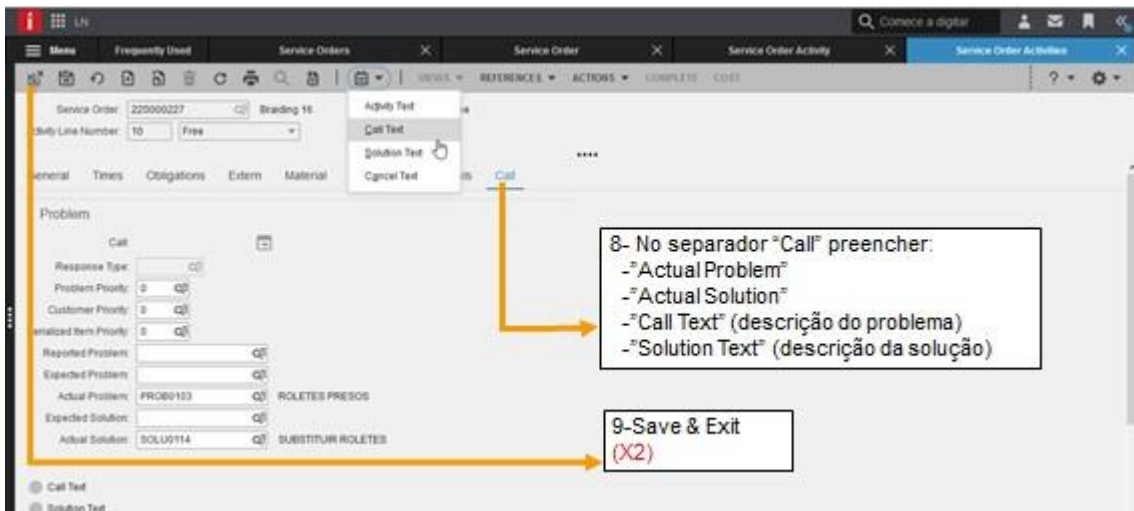 LN
Comece a digitar
Menu Frequently Used Service Orders Service Order Service Order Activity Service Order Activities
VIEWS REFERENCES ACTIONS COMPLETE COST
Service Order: 225000227 Braiding 16
Activity Line Number: 10 Free
Activity Text
Call Text
Solution Text
Cancel Text
General Times Obligations Extern Material Call
Problem
Call:
Response Type:
Problem Priority: 0
Customer Priority: 0
erialized Item Priority: 0
Reported Problem:
Expected Problem:
Actual Problem: PROB0103 ROLETES PRESOS
Expected Solution:
Actual Solution: SOLU0114 SUBSTITUIR ROLETES
Call Text
Solution Text
8- No separador “Call” preencher:
-”Actual Problem”
-”Actual Solution”
-”Call Text” (descrição do problema)
-”Solution Text” (descrição da solução)
9-Save & Exit
(X2)